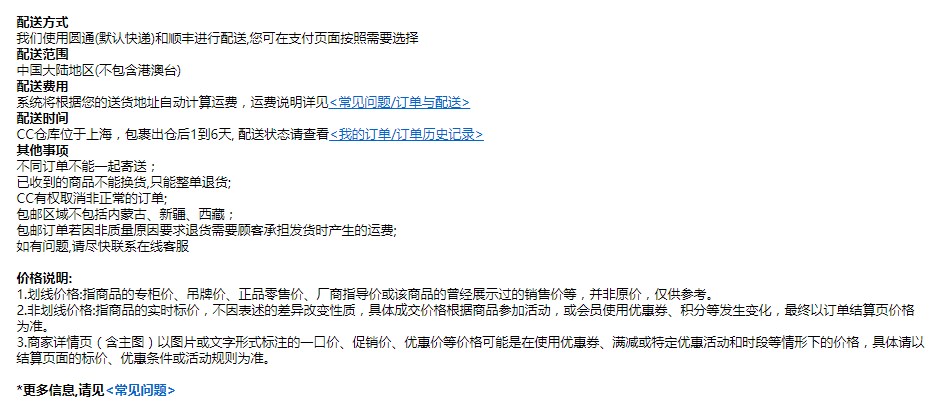 配送方式
我们使用圆通(默认快递)和顺丰进行配送,您可在支付页面按照需要选择
配送范围
中国大陆地区(不包含港澳台)
配送费用
系统将根据您的送货地址自动计算运费，运费说明详见<常见问题/订单与配送>
配送时间
CC仓库位于上海，包裹出仓后1到6天, 配送状态请查看<我的订单/订单历史记录>
其他事项
不同订单不能一起寄送；
已收到的商品不能换货,只能整单退货;
CC有权取消非正常的订单;
包邮区域不包括内蒙古、新疆、西藏；
包邮订单若因非质量原因要求退货需要顾客承担发货时产生的运费;
如有问题,请尽快联系在线客服
价格说明:
1.划线价格:指商品的专柜价、吊牌价、正品零售价、厂商指导价或该商品的曾经展示过的销售价等，并非原价，仅供参考。
2.非划线价格:指商品的实时标价，不因表述的差异改变性质，具体成交价格根据商品参加活动，或会员使用优惠券、积分等发生变化，最终以订单结算页价格
为准。
3.商家详情页（含主图）以图片或文字形式标注的一口价、促销价、优惠价等价格可能是在使用优惠券、满减或特定优惠活动和时段等情形下的价格，具体请以
结算页面的标价、优惠条件或活动规则为准。
*更多信息,请见<常见问题>